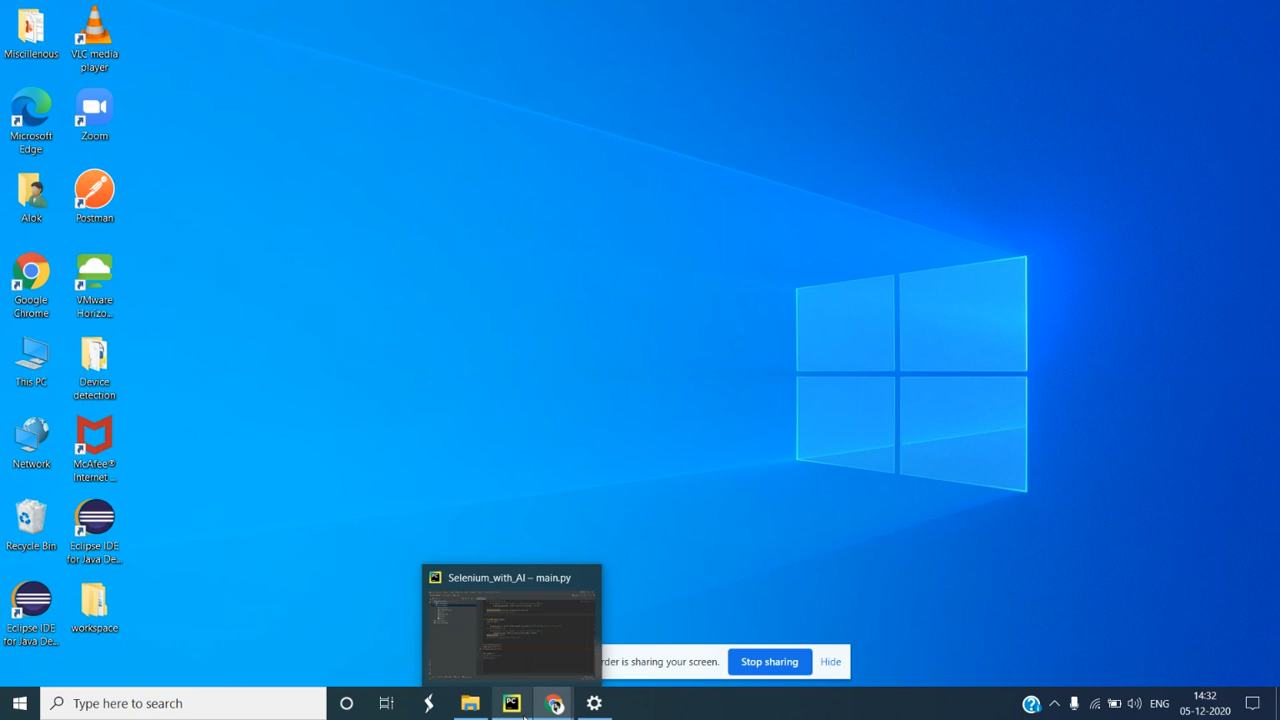 Miscillenous
VLC media
player
Microsoft
Edge
Zoom
Alok
Postman
Google
Chrome
VMware
Horizo...
This PC
Device
detection
Network
McAfee®
Internet ...
Recycle Bin
Eclipse IDE
for Java De...
Eclipse IDE
for Java De...
workspace
PC
Selenium_with_AI – main.py
rder is sharing your screen.
Stop sharing
Hide
Type here to search
PC
ENG
14:32
05-12-2020